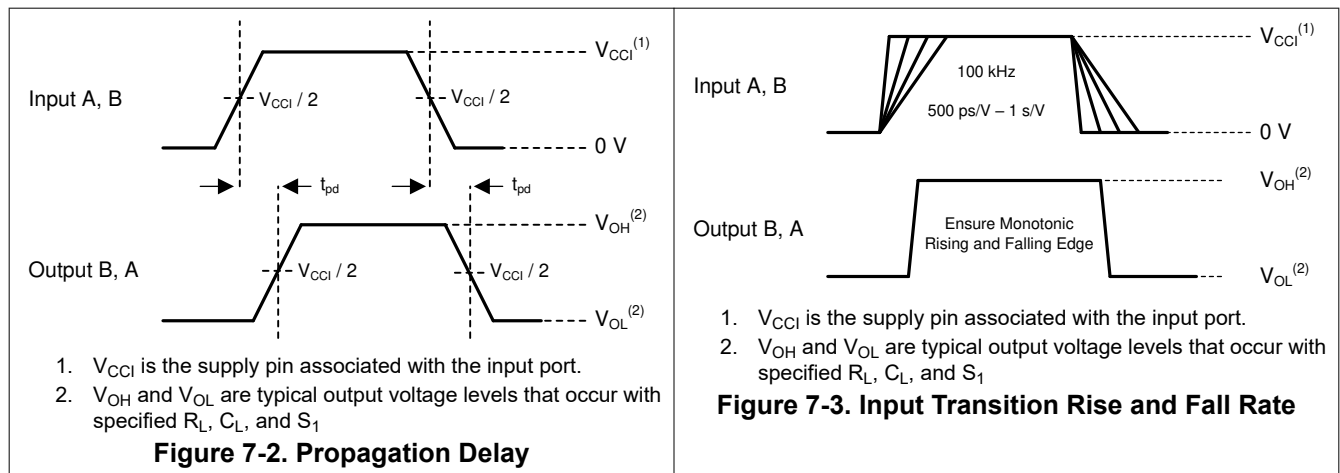 V_CCI^(1)
Input A, B
V_CCI / 2
V_CCI / 2
0 V
t_pd
t_pd
V_OH^(2)
Output B, A
V_CCI / 2
V_CCI / 2
V_OL^(2)
1. V_CCI is the supply pin associated with the input port.
2. V_OH and V_OL are typical output voltage levels that occur with
specified R_L, C_L, and S_1
Figure 7-2. Propagation Delay
V_CCI^(1)
100 kHz
Input A, B
500 ps/V – 1 s/V
0 V
V_OH^(2)
Ensure Monotonic
Output B, A
Rising and Falling Edge
V_OL^(2)
1. V_CCI is the supply pin associated with the input port.
2. V_OH and V_OL are typical output voltage levels that occur with
specified R_L, C_L, and S_1
Figure 7-3. Input Transition Rise and Fall Rate